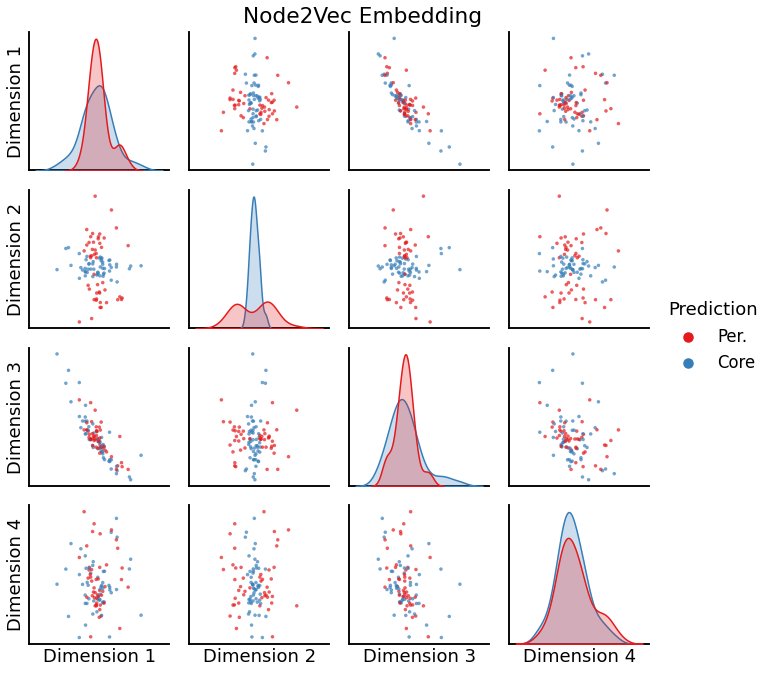 Node2Vec Embedding
Dimension 1
Dimension 2
Dimension 3
Dimension 4
Prediction
Per.
Core
Dimension 1
Dimension 2
Dimension 3
Dimension 4